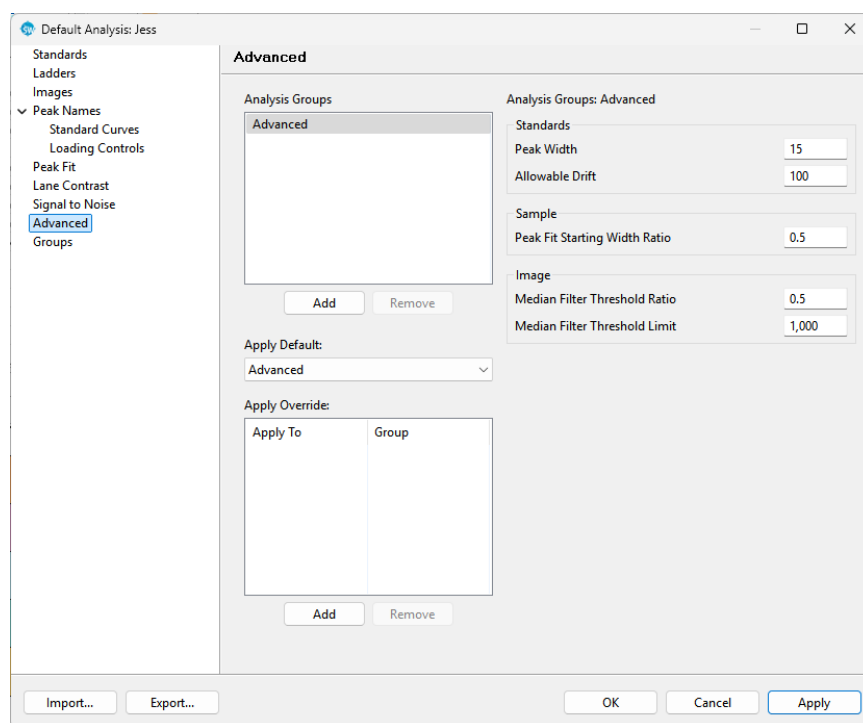 SW Default Analysis: Jess
Standards
Ladders
Images
Peak Names
Standard Curves
Loading Controls
Peak Fit
Lane Contrast
Signal to Noise
Advanced
Groups
Advanced
Analysis Groups
Advanced
Add Remove
Apply Default:
Advanced
Apply Override:
Apply To Group
Add Remove
Analysis Groups: Advanced
Standards
Peak Width 15
Allowable Drift 100
Sample
Peak Fit Starting Width Ratio 0.5
Image
Median Filter Threshold Ratio 0.5
Median Filter Threshold Limit 1,000
Import... Export... OK Cancel Apply